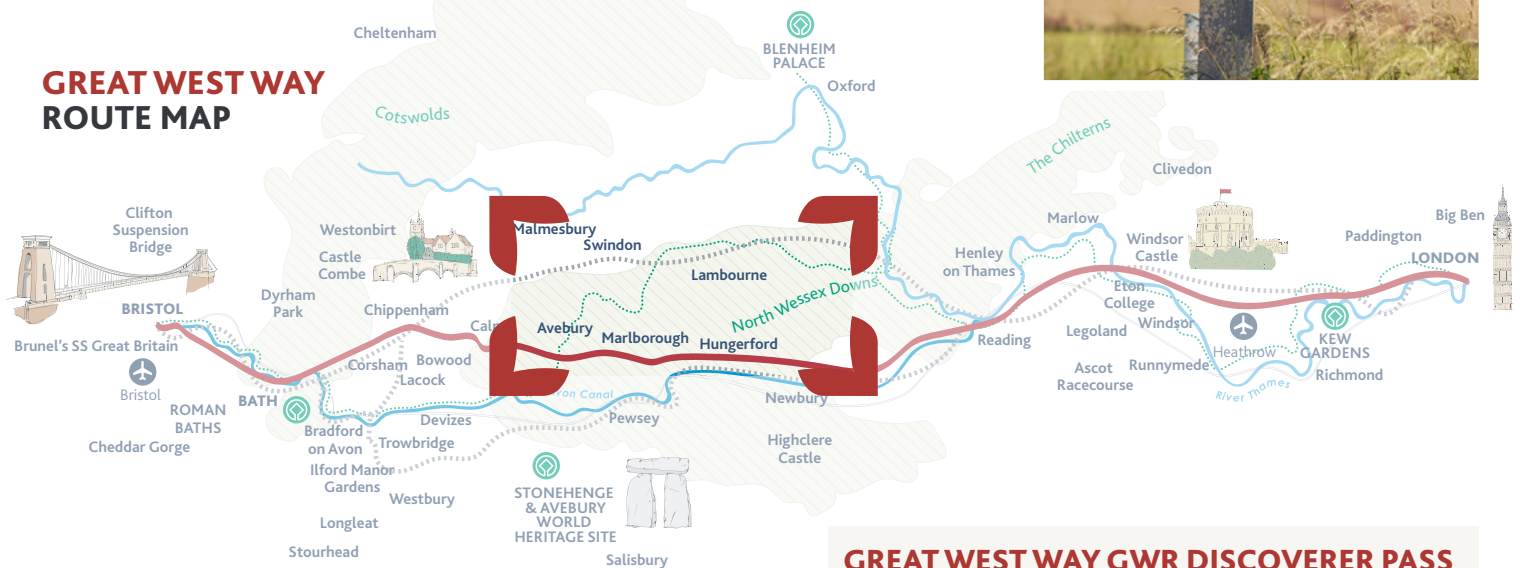 GREAT WEST WAY
ROUTE MAP
Cheltenham
Cotswolds
BLENHEIM
PALACE
Oxford
The Chilterns
Clivedon
Clifton
Suspension
Bridge
Westonbirt
Castle
Combe
Malmesbury
Swindon
Lambourne
North Wessex Downs
Henley
on Thames
Marlow
Windsor
Castle
Paddington
Big Ben
LONDON
BRISTOL
Dyrham
Park
Chippenham
Avebury
Marlborough
Hungerford
Reading
Eton
College
Legoland
Windsor
Heathrow
KEW
GARDENS
Richmond
Runnymede
Ascot
Racecourse
River Thames
Brunel's SS Great Britain
Bristol
Corsham
Bowood
Lacock
BATH
ROMAN
BATHS
Cheddar Gorge
Bradford
on Avon
Devizes
Trowbridge
Canal
Pewsey
Newbury
Highclere
Castle
Ilford Manor
Gardens
Westbury
Longleat
Stourhead
STONEHENGE
& AVEBURY
WORLD
HERITAGE SITE
Salisbury
GREAT WEST WAY GWR DISCOVERER PASS